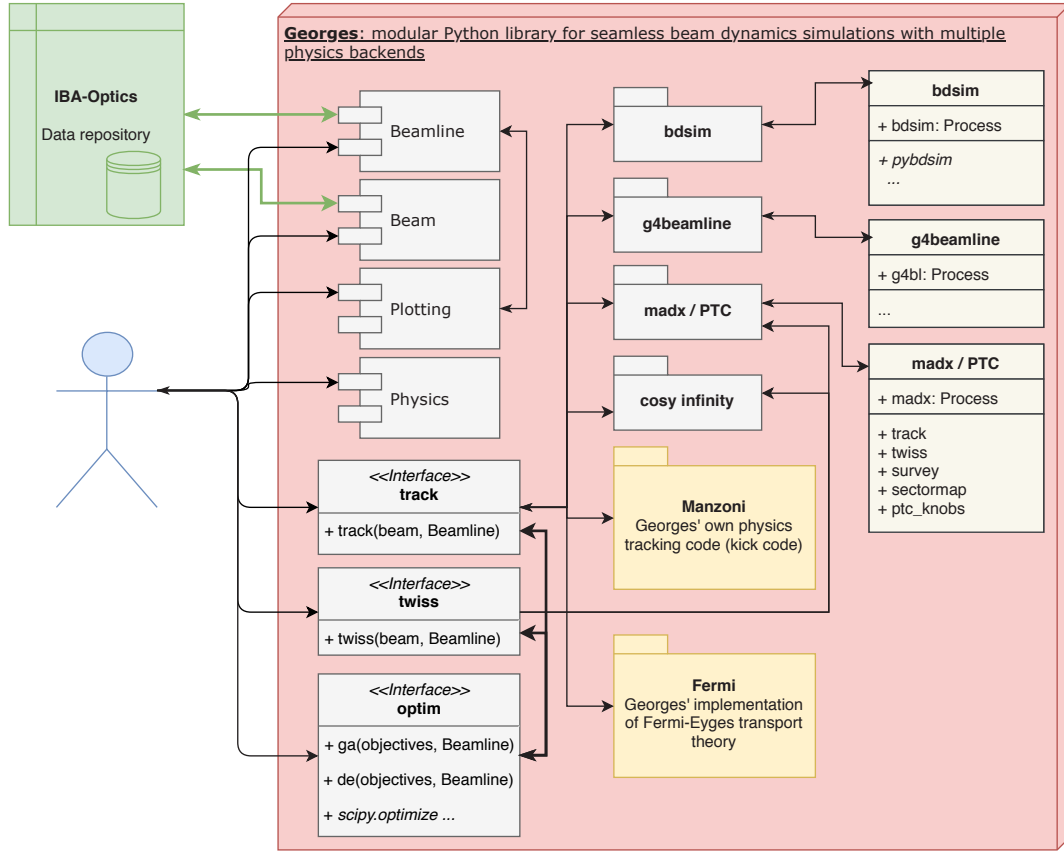 Georges: modular Python library for seamless beam dynamics simulations with multiple
physics backends
IBA-Optics
Data repository
Beamline
Beam
Plotting
Physics
<<Interface>>
track
+ track(beam, Beamline)
<<Interface>>
twiss
+ twiss(beam, Beamline)
<<Interface>>
optim
+ ga(objectives, Beamline)
+ de(objectives, Beamline)
+ scipy.optimize ...
bdsim
g4beamline
madx / PTC
cosy infinity
Manzoni
Georges' own physics
tracking code (kick code)
Fermi
Georges' implementation
of Fermi-Eyges transport
theory
bdsim
+ bdsim: Process
+ pybdsim
...
g4beamline
+ g4bl: Process
...
madx / PTC
+ madx: Process
+ track
+ twiss
+ survey
+ sectormap
+ ptc_knobs